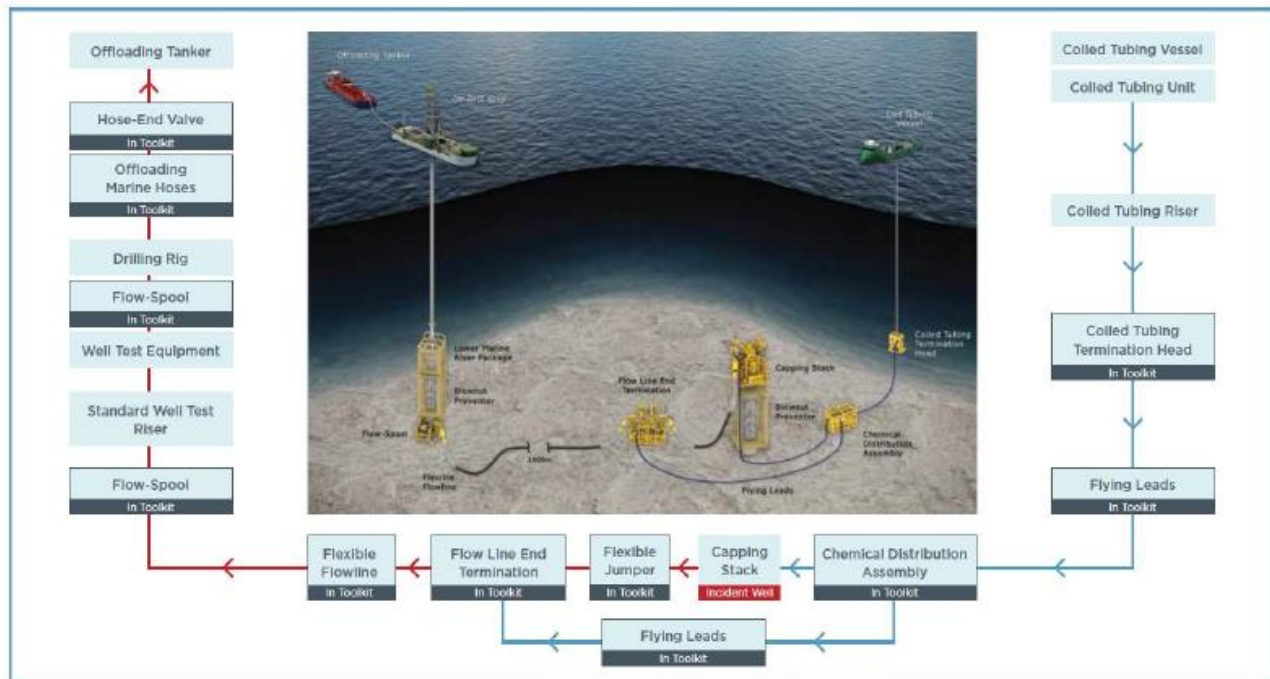 Offloading Tanker
Hose-End Valve
In Toolkit
Offloading
Marine Hoses
In Toolkit
Drilling Rig
Flow-Spool
In Toolkit
Well Test Equipment
Standard Well Test
Riser
Flow-Spool
In Toolkit
Offloading Tanker
Coil Tubing
Vessel
Lower Marine
Riser Package
Blowout
Preventer
Flow-Spool
Flexible
Flowline
Flow Line End
Termination
Capping Stack
Blowout
Preventer
Coiled Tubing
Termination
Head
Chemical
Distribution
Assembly
Flying Leads
Coiled Tubing Vessel
Coiled Tubing Unit
Coiled Tubing Riser
Coiled Tubing
Termination Head
In Toolkit
Flying Leads
In Toolkit
Flexible
Flowline
In Toolkit
Flow Line End
Termination
In Toolkit
Flexible
Jumper
In Toolkit
Capping
Stack
Incident Well
Chemical Distribution
Assembly
In Toolkit
Flying Leads
In Toolkit